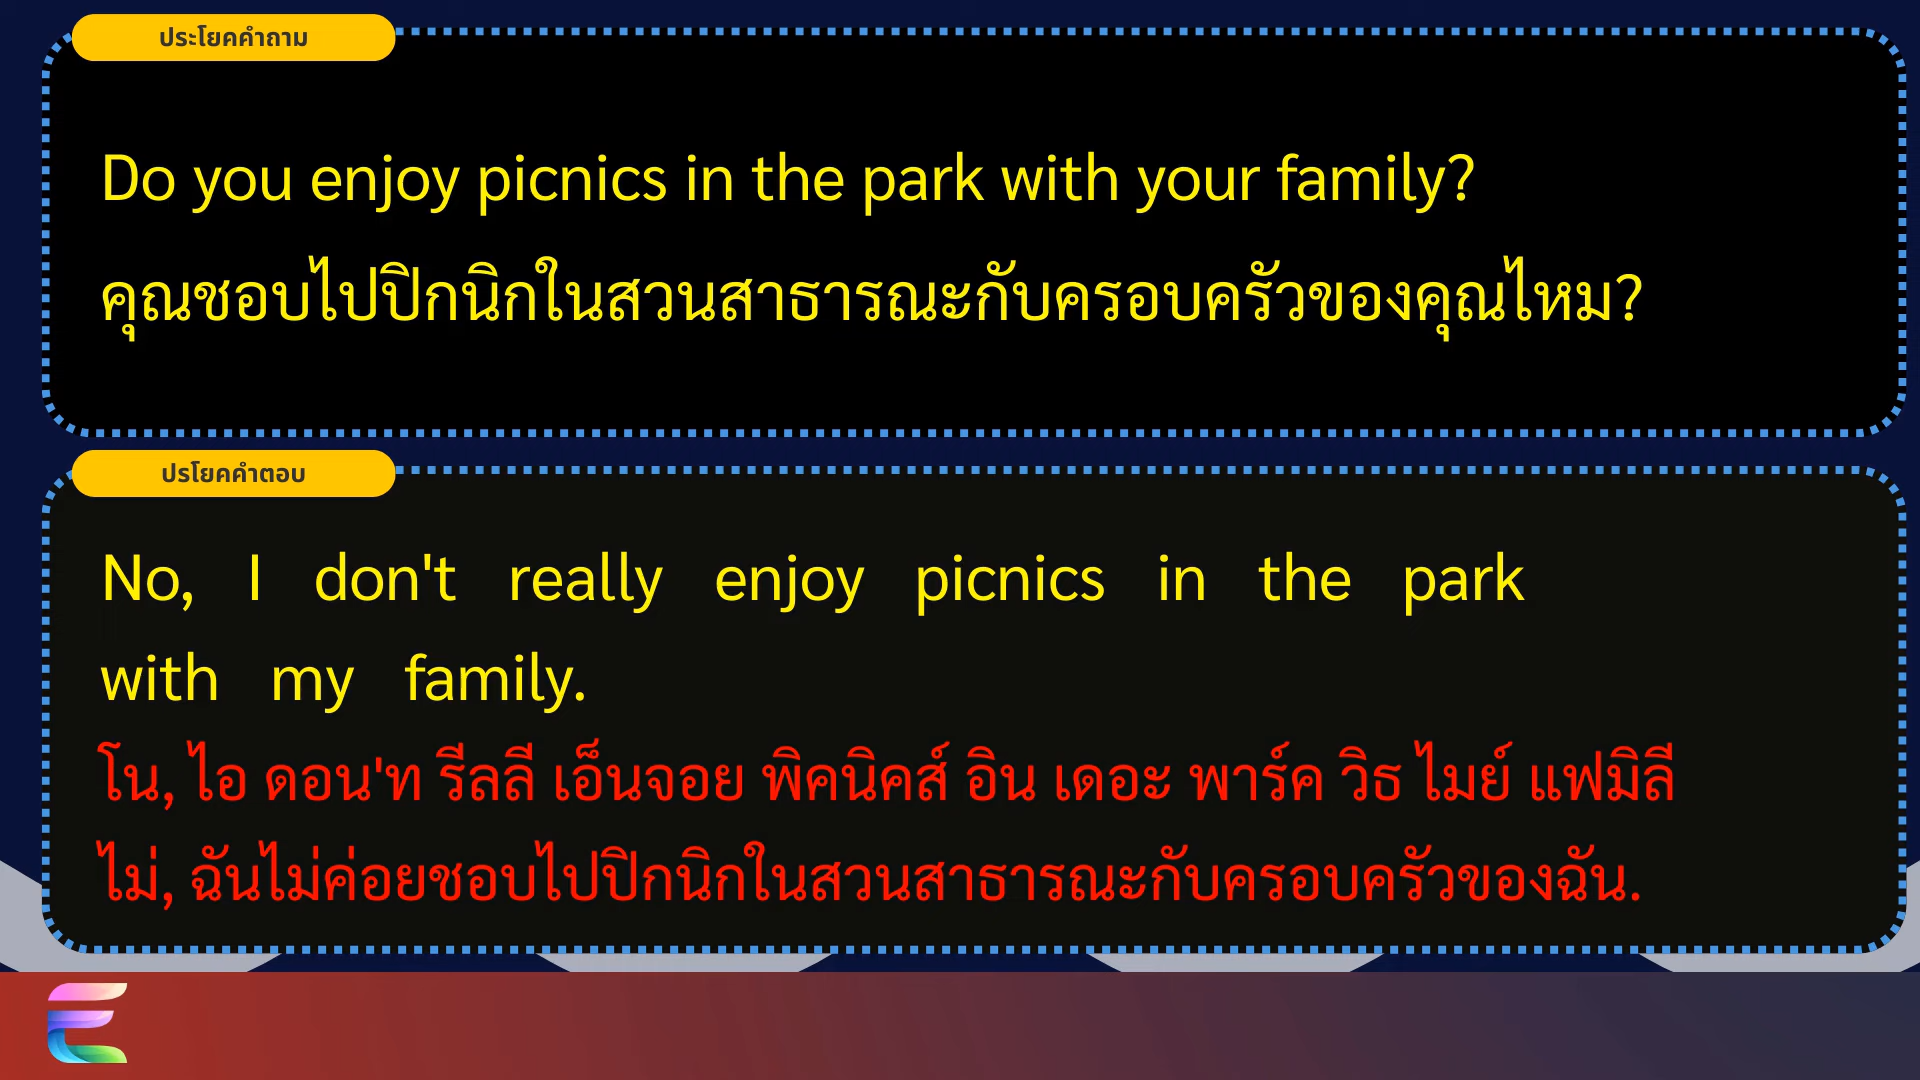 ประโยคคำถาม
Do you enjoy picnics in the park with your family?
คุณชอบไปปิกนิกในสวนสาธารณะกับครอบครัวของคุณไหม?
ปรโยคคำตอบ
No, I don't really enjoy picnics in the park
with my family.
โน, ไอ ดอน'ท รีลลี เอ็นจอย พิคนิคส์ อิน เดอะ พาร์ค วิธ ไมย์ แฟมิลี
ไม่, ฉันไม่ค่อยชอบไปปิกนิกในสวนสาธารณะกับครอบครัวของฉัน.